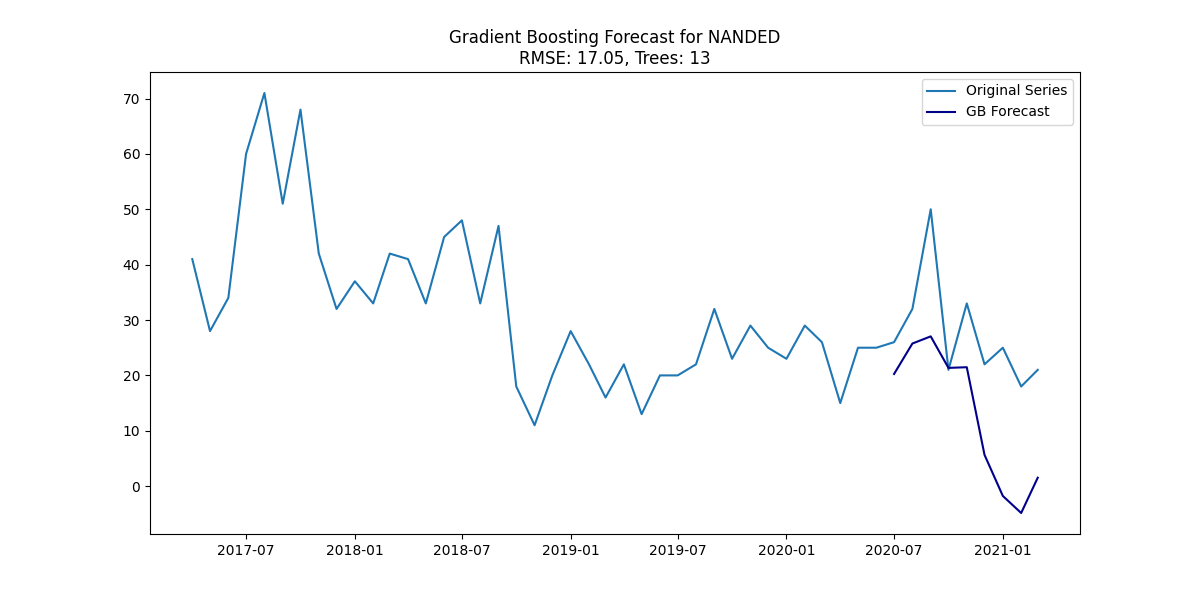 Gradient Boosting Forecast for NANDED
RMSE: 17.05, Trees: 13
Original Series
GB Forecast
70
60
50
40
30
20
10
0
2017-07 2018-01 2018-07 2019-01 2019-07 2020-01 2020-07 2021-01